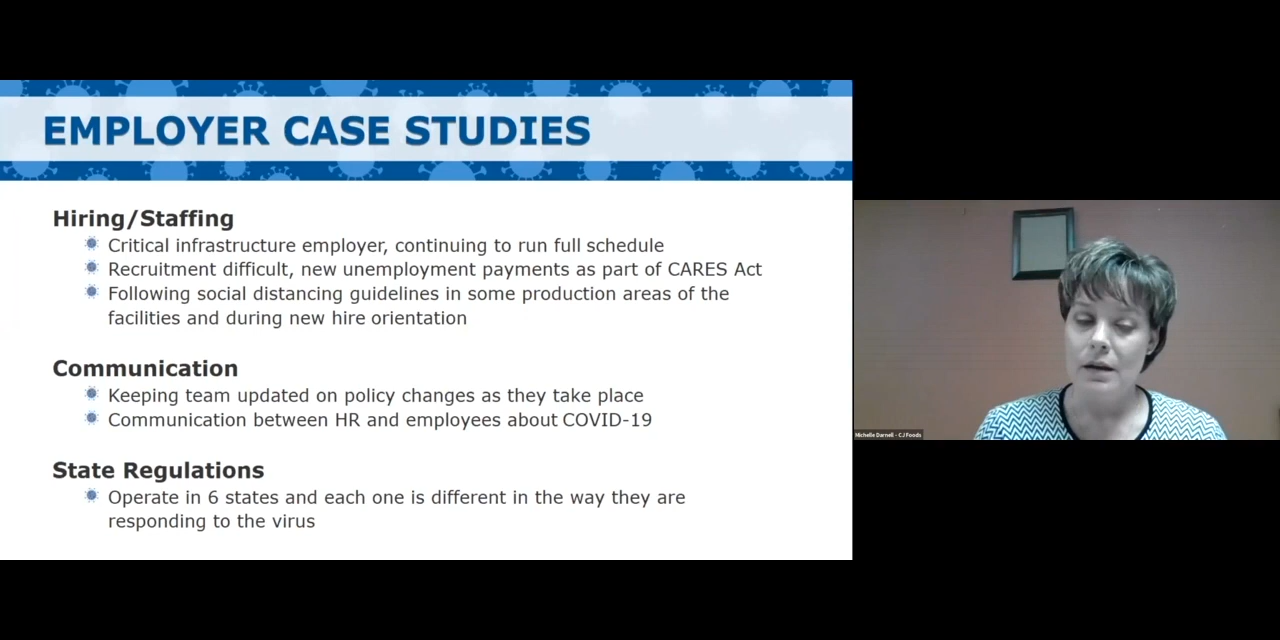 EMPLOYER CASE STUDIES
Hiring/Staffing
Critical infrastructure employer, continuing to run full schedule
Recruitment difficult, new unemployment payments as part of CARES Act
Following social distancing guidelines in some production areas of the
facilities and during new hire orientation
Communication
Keeping team updated on policy changes as they take place
Communication between HR and employees about COVID-19
State Regulations
Operate in 6 states and each one is different in the way they are
responding to the virus
Michelle Darnell - CJ Foods